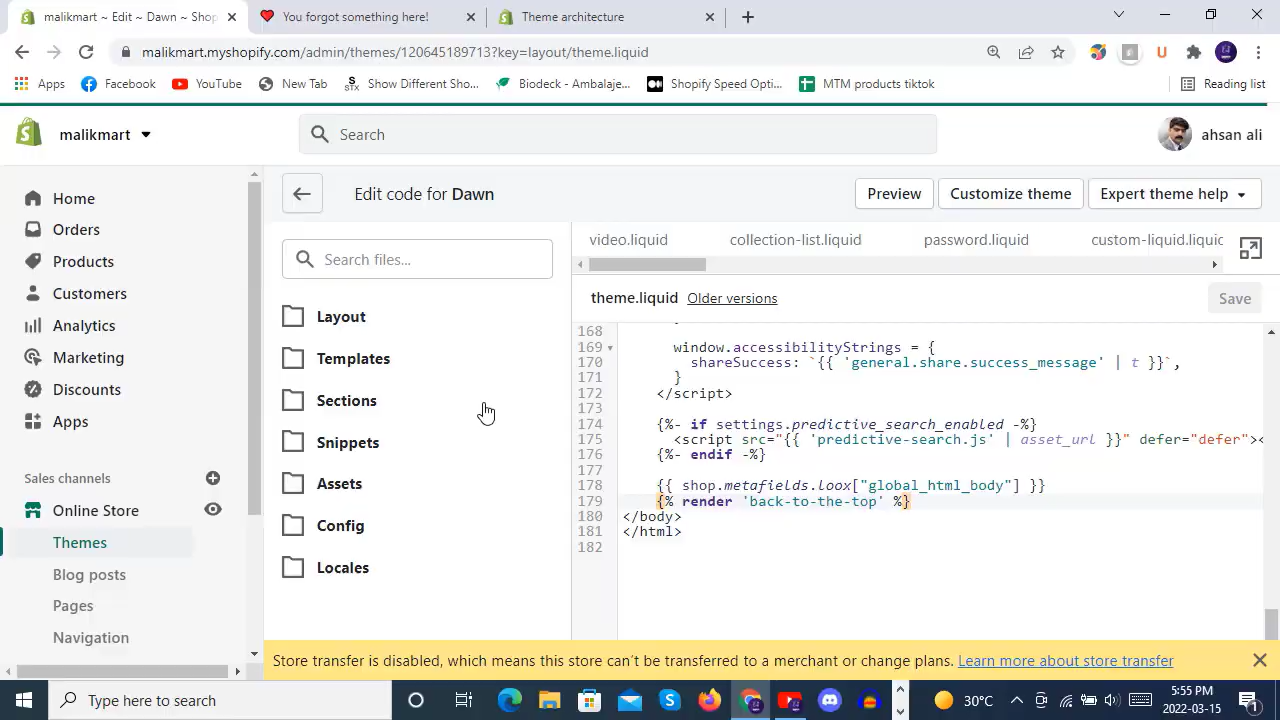 malikmart ~ Edit ~ Dawn ~ Shop
You forgot something here!
Theme architecture
malikmart.myshopify.com/admin/themes/120645189713?key=layout/theme.liquid
Apps
Facebook
YouTube
New Tab
Show Different Sho...
Biodeck - Ambalaje...
Shopify Speed Opti...
MTM products tiktok
Reading list
malikmart
Search
ahsan ali
Home
Orders
Products
Customers
Analytics
Marketing
Discounts
Apps
Sales channels
Online Store
Themes
Blog posts
Pages
Navigation
Edit code for Dawn
Preview
Customize theme
Expert theme help
Search files...
Layout
Templates
Sections
Snippets
Assets
Config
Locales
video.liquid
collection-list.liquid
password.liquid
custom-liquid.liquid
theme.liquid Older versions
Save
168
169 window.accessibilityStrings = {
170 shareSuccess: `{{ 'general.share.success_message' | t }}`,
171 }
172 </script>
173
174 {%- if settings.predictive_search_enabled -%}
175 <script src="{{ 'predictive-search.js' | asset_url }}" defer="defer"><
176 {%- endif -%}
177
178 {{ shop.metafields.loox["global_html_body"] }}
179 {% render 'back-to-the-top' %}
180 </body>
181 </html>
182
Store transfer is disabled, which means this store can't be transferred to a merchant or change plans. Learn more about store transfer
Type here to search
30°C
5:55 PM
2022-03-15
1